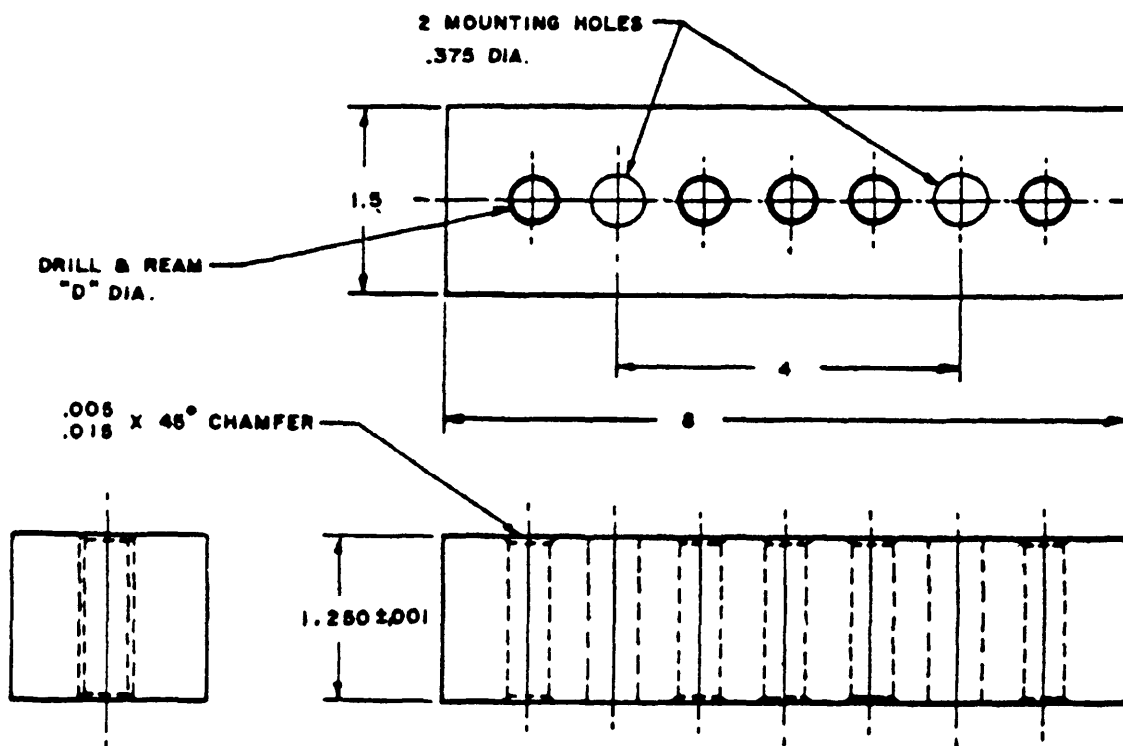 2 MOUNTING HOLES
.375 DIA.
1.5
DRILL & REAM
"D" DIA.
4
8
.005
.015 X 45° CHAMFER
1.250 ±.001